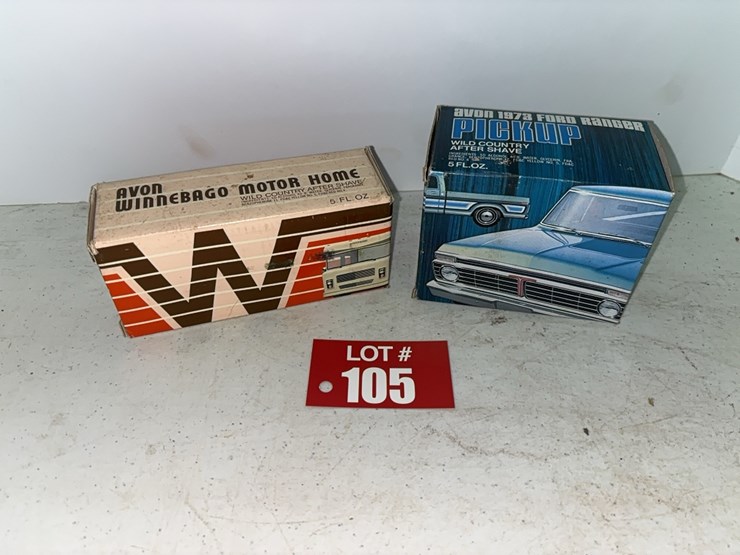 AVON
WINNEBAGO MOTOR HOME
WILD COUNTRY AFTER SHAVE
5 FL. OZ.
W
AVON 1973 FORD RANGER
PICKUP
WILD COUNTRY
AFTER SHAVE
5 FL. OZ.
LOT #
105